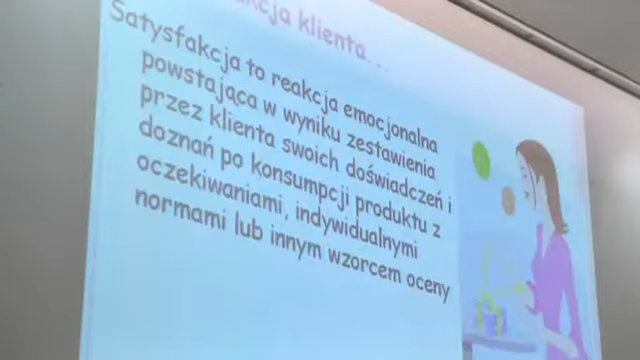 klienta...
Satysfakcja to reakcja emocjonalna
powstająca w wyniku zestawienia
przez klienta swoich doświadczeń i
doznań po konsumpcji produktu z
oczekiwaniami, indywidualnymi
normami lub innym wzorcem oceny